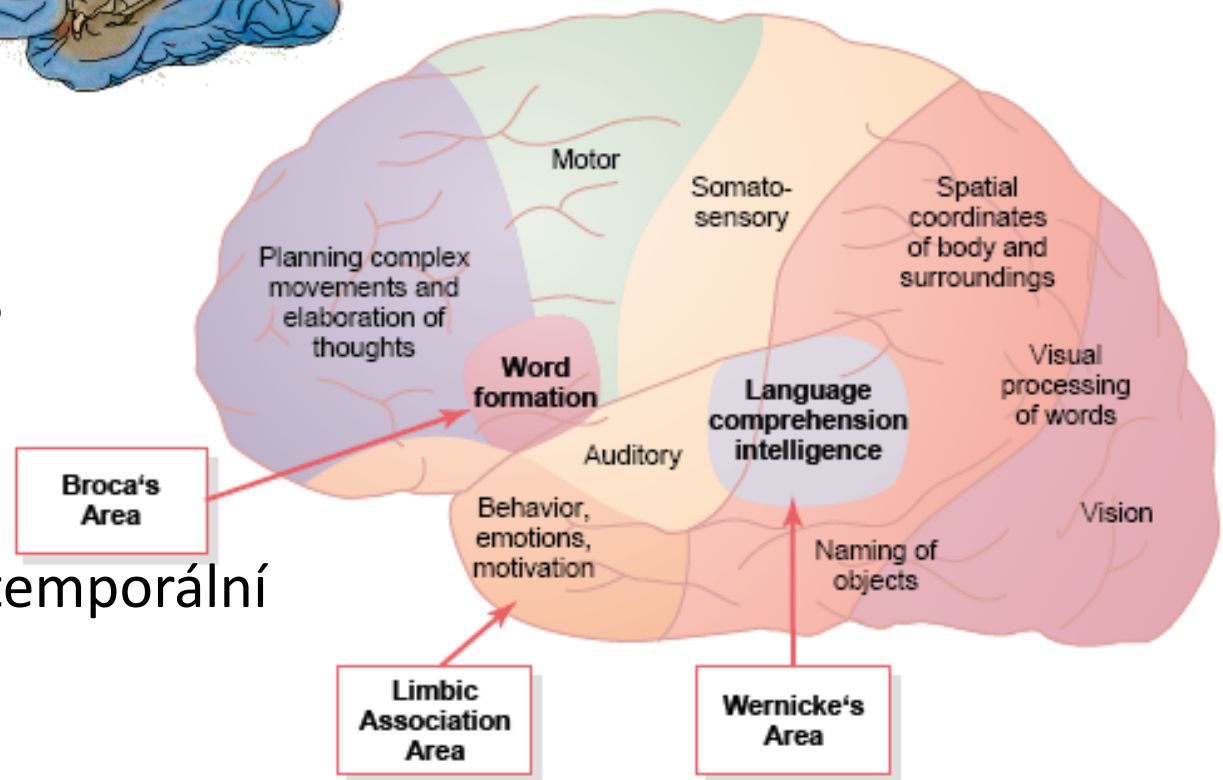 Motor
Somato-
sensory
Spatial
coordinates
of body and
surroundings
Planning complex
movements and
elaboration of
thoughts
Word
formation
Language
comprehension
intelligence
Visual
processing
of words
Auditory
Broca‘s
Area
Behavior,
emotions,
motivation
Vision
Naming of
objects
temporální
Limbic
Association
Area
Wernicke‘s
Area